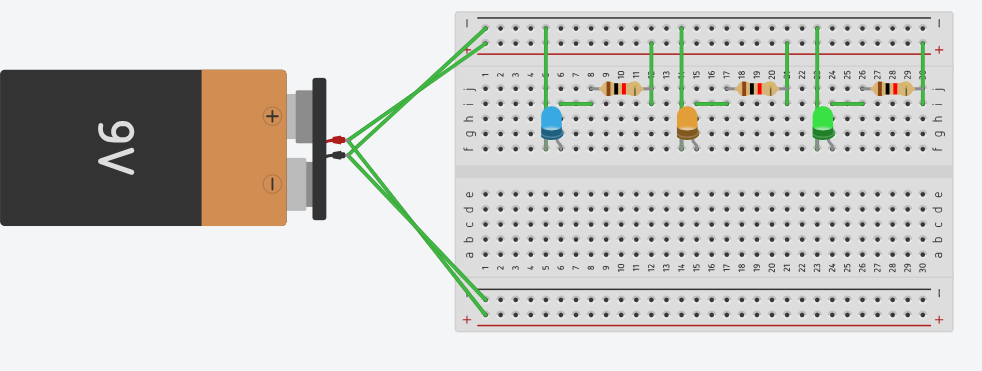 9V
+
−
− −
+ +
1 2 3 4 5 6 7 8 9 10 11 12 13 14 15 16 17 18 19 20 21 22 23 24 25 26 27 28 29 30
j j
i i
h h
g g
f f
e e
d d
c c
b b
a a
1 2 3 4 5 6 7 8 9 10 11 12 13 14 15 16 17 18 19 20 21 22 23 24 25 26 27 28 29 30
− −
+ +